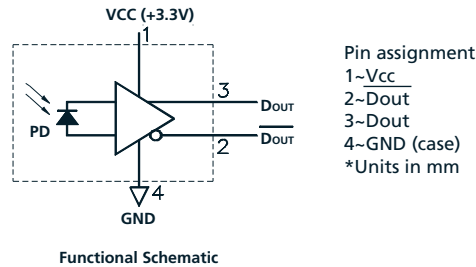 VCC (+3.3V)
1
3
DOUT
PD
DOUT
2
4
GND
Functional Schematic
Pin assignment
1~Vcc
2~Dout
3~Dout
4~GND (case)
*Units in mm